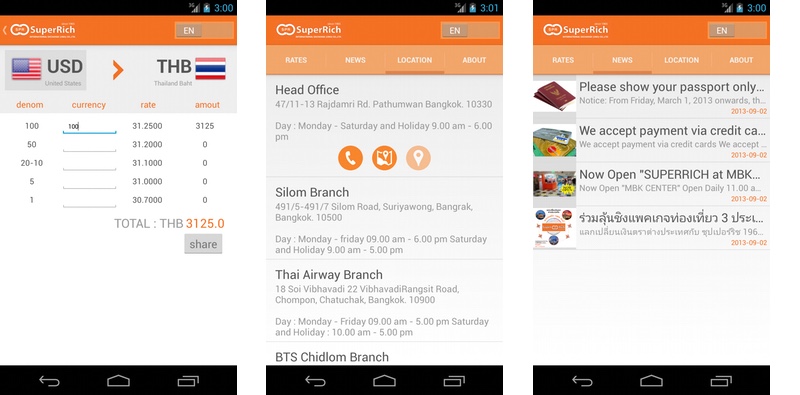 3G 3:00
SuperRich
EN
USD
United States
THB
Thailand Baht
denom currency rate amout
100 100 31.2500 3125
50 31.2000 0
20-10 31.1000 0
5 31.0000 0
1 30.7000 0
TOTAL : THB 3125.0
share
3G 3:01
SuperRich
EN
RATES NEWS LOCATION ABOUT
Head Office
47/11-13 Rajdamri Rd. Pathumwan Bangkok. 10330
Day : Monday - Saturday and Holiday 9.00 am - 6.00
pm
Silom Branch
491/5-491/7 Silom Road, Suriyawong, Bangrak,
Bangkok. 10500
Day : Monday - friday 09.00 am - 6.00 pm Saturday
and Holiday 9.00 am - 5.00 pm
Thai Airway Branch
18 Soi Vibhavadi 22 VibhavadiRangsit Road,
Chompon, Chatuchak, Bangkok. 10900
Day : Monday - Friday 09.00 am - 5.00 pm Saturday
and Holiday : 10.00 am - 5.00 pm
BTS Chidlom Branch
3G 3:00
SuperRich
EN
RATES NEWS LOCATION ABOUT
Please show your passport only...
Notice: From Friday, March 1, 2013 onwards, th...
2013-09-02
We accept payment via credit ca...
We accept payment via credit cards We accept ...
2013-09-02
Now Open "SUPERRICH at MBK...
Now Open "MBK CENTER" Open Daily 11.00 a...
2013-09-02
ร่วมลุ้นชิงแพคเกจท่องเที่ยว 3 ประเ...
แลกเปลี่ยนเงินตราต่างประเทศกับ ซุปเปอร์ริช 196...
2013-09-02